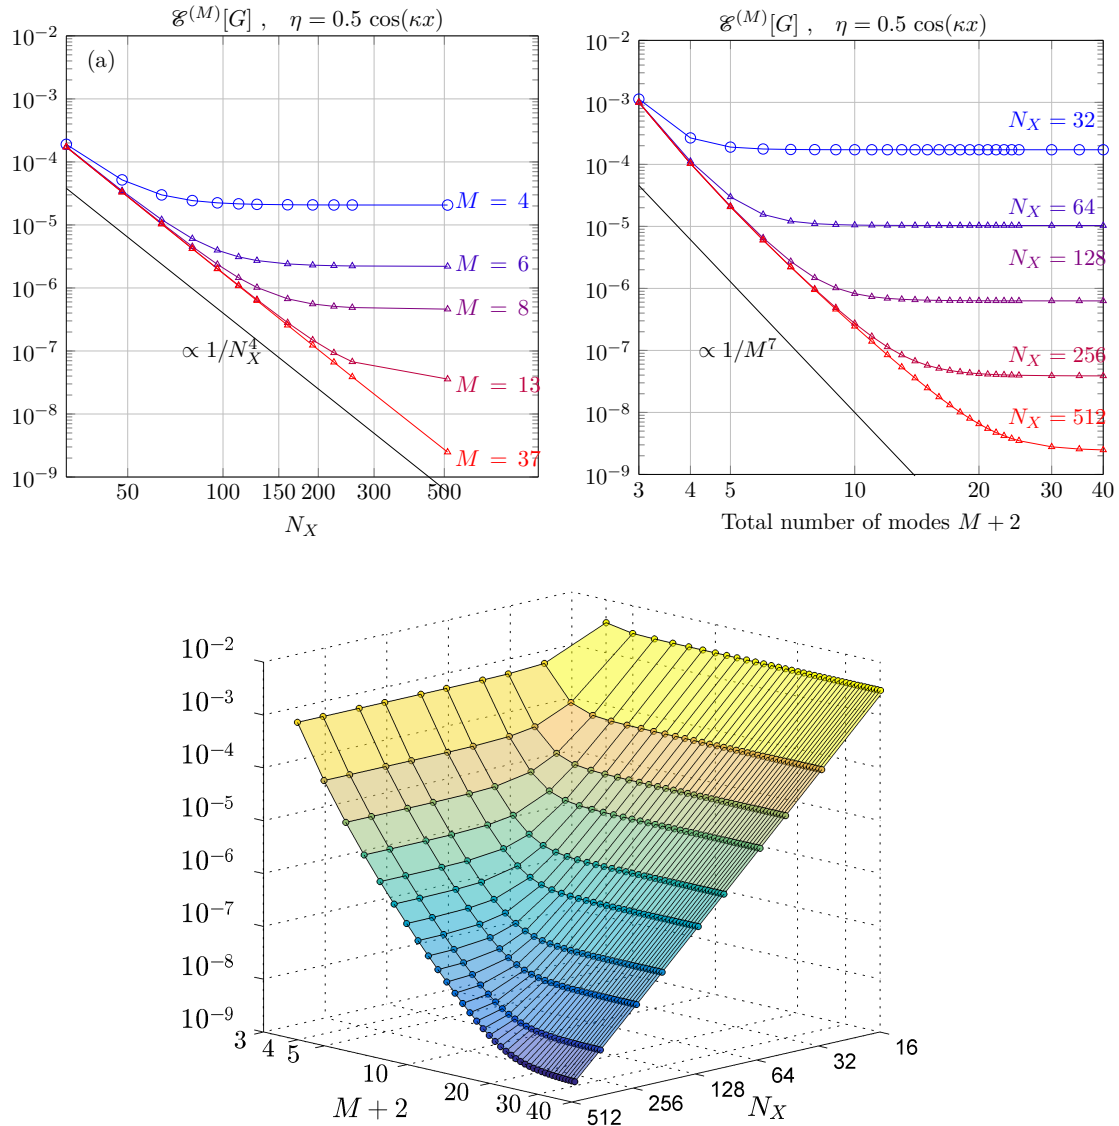 𝓔^(M)[G] , η = 0.5 cos(κx)
(a)
10^−2
10^−3
10^−4
10^−5
10^−6
10^−7
10^−8
10^−9
M = 4
M = 6
M = 8
M = 13
M = 37
∝ 1/N_X^4
50 100 150 200 300 500
N_X
𝓔^(M)[G] , η = 0.5 cos(κx)
10^−2
10^−3
10^−4
10^−5
10^−6
10^−7
10^−8
10^−9
N_X = 32
N_X = 64
N_X = 128
N_X = 256
N_X = 512
∝ 1/M^7
3 4 5 10 20 30 40
Total number of modes M + 2
10^−2
10^−3
10^−4
10^−5
10^−6
10^−7
10^−8
10^−9
3 4 5 10 20 30 40
M + 2
512 256 128 64 32 16
N_X